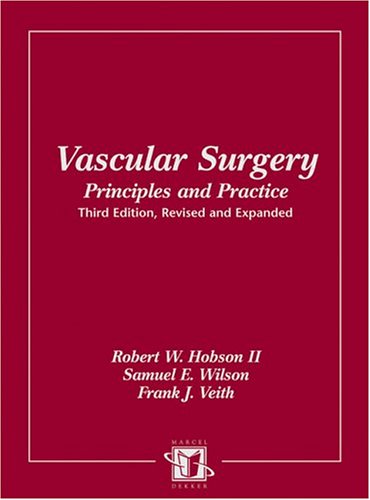 Vascular Surgery
Principles and Practice
Third Edition, Revised and Expanded
Robert W. Hobson II
Samuel E. Wilson
Frank J. Veith
MARCEL
DEKKER